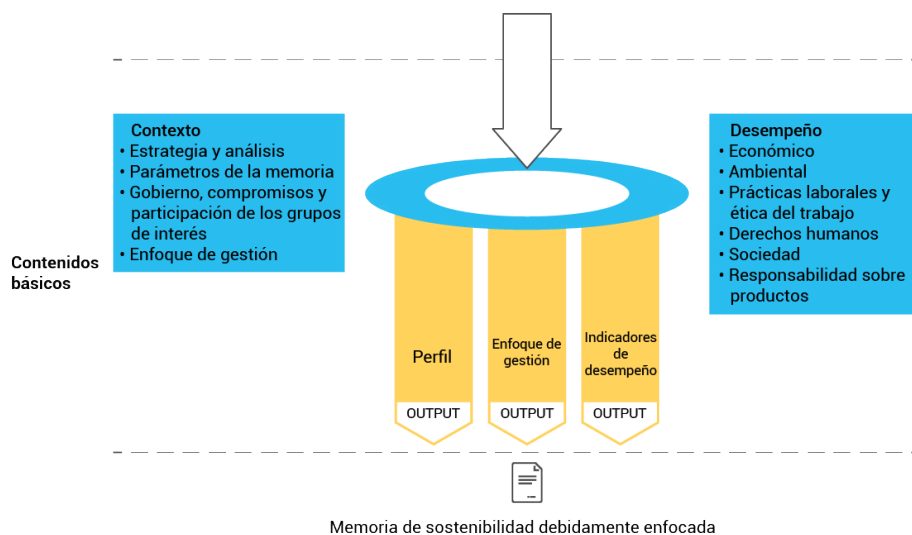 Contexto
• Estrategia y análisis
• Parámetros de la memoria
• Gobierno, compromisos y
participación de los grupos
de interés
• Enfoque de gestión
Desempeño
• Económico
• Ambiental
• Prácticas laborales y
ética del trabajo
• Derechos humanos
• Sociedad
• Responsabilidad sobre
productos
Contenidos
básicos
Perfil
Enfoque de
gestión
Indicadores
de
desempeño
OUTPUT
OUTPUT
OUTPUT
Memoria de sostenibilidad debidamente enfocada